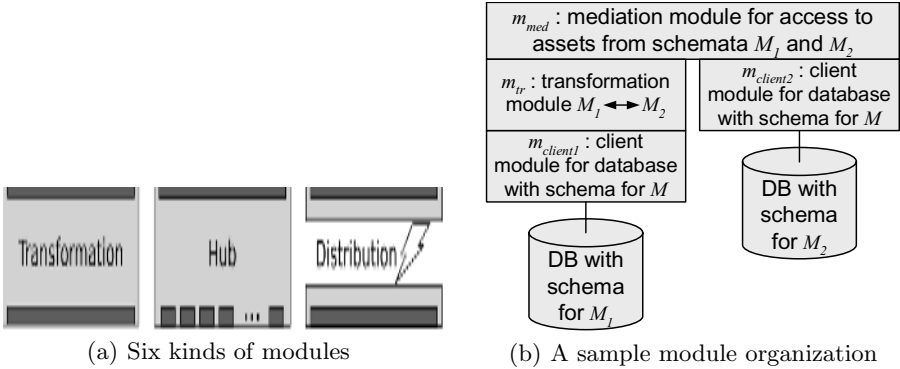 Transformation
Hub
...
Distribution
(a) Six kinds of modules
m_med : mediation module for access to
assets from schemata M_1 and M_2
m_tr : transformation
module M_1 ↔ M_2
m_client1 : client
module for database
with schema for M
DB with
schema
for M_1
m_client2 : client
module for database
with schema for M
DB with
schema
for M_2
(b) A sample module organization